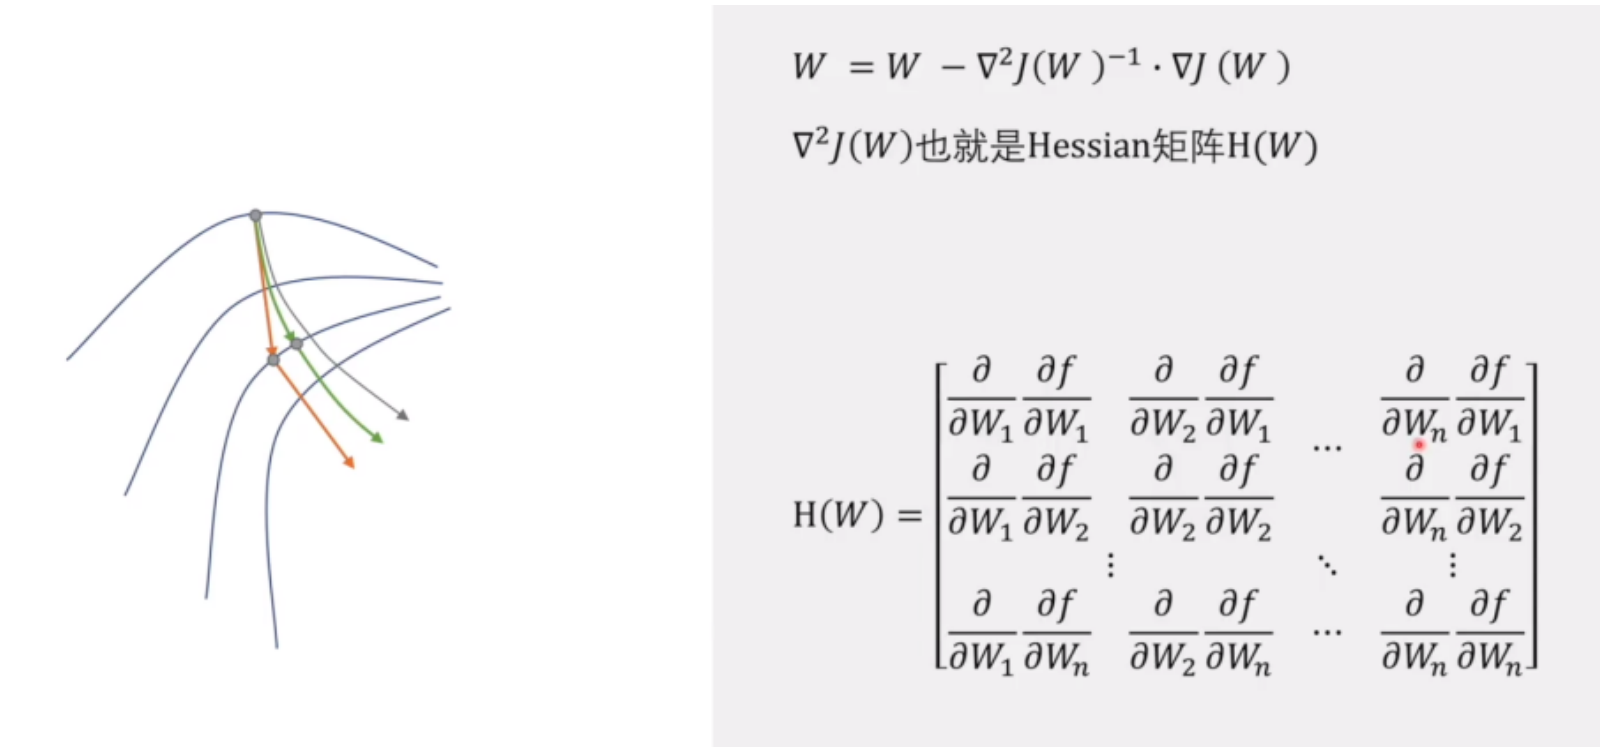 W = W − ∇²J(W)⁻¹ · ∇J (W)
∇²J(W)也就是Hessian矩阵H(W)
∂/∂W₁ ∂f/∂W₁ ∂/∂W₂ ∂f/∂W₁ ⋯ ∂/∂Wₙ ∂f/∂W₁
H(W) = ∂/∂W₁ ∂f/∂W₂ ∂/∂W₂ ∂f/∂W₂ ∂/∂Wₙ ∂f/∂W₂
⋮ ⋱ ⋮
∂/∂W₁ ∂f/∂Wₙ ∂/∂W₂ ∂f/∂Wₙ ⋯ ∂/∂Wₙ ∂f/∂Wₙ